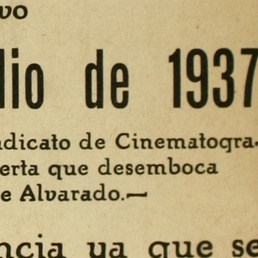 vo
lio de 1937
ndicato de Cinematogra-
erta que desemboca
e Alvarado.—
ncia ya que se